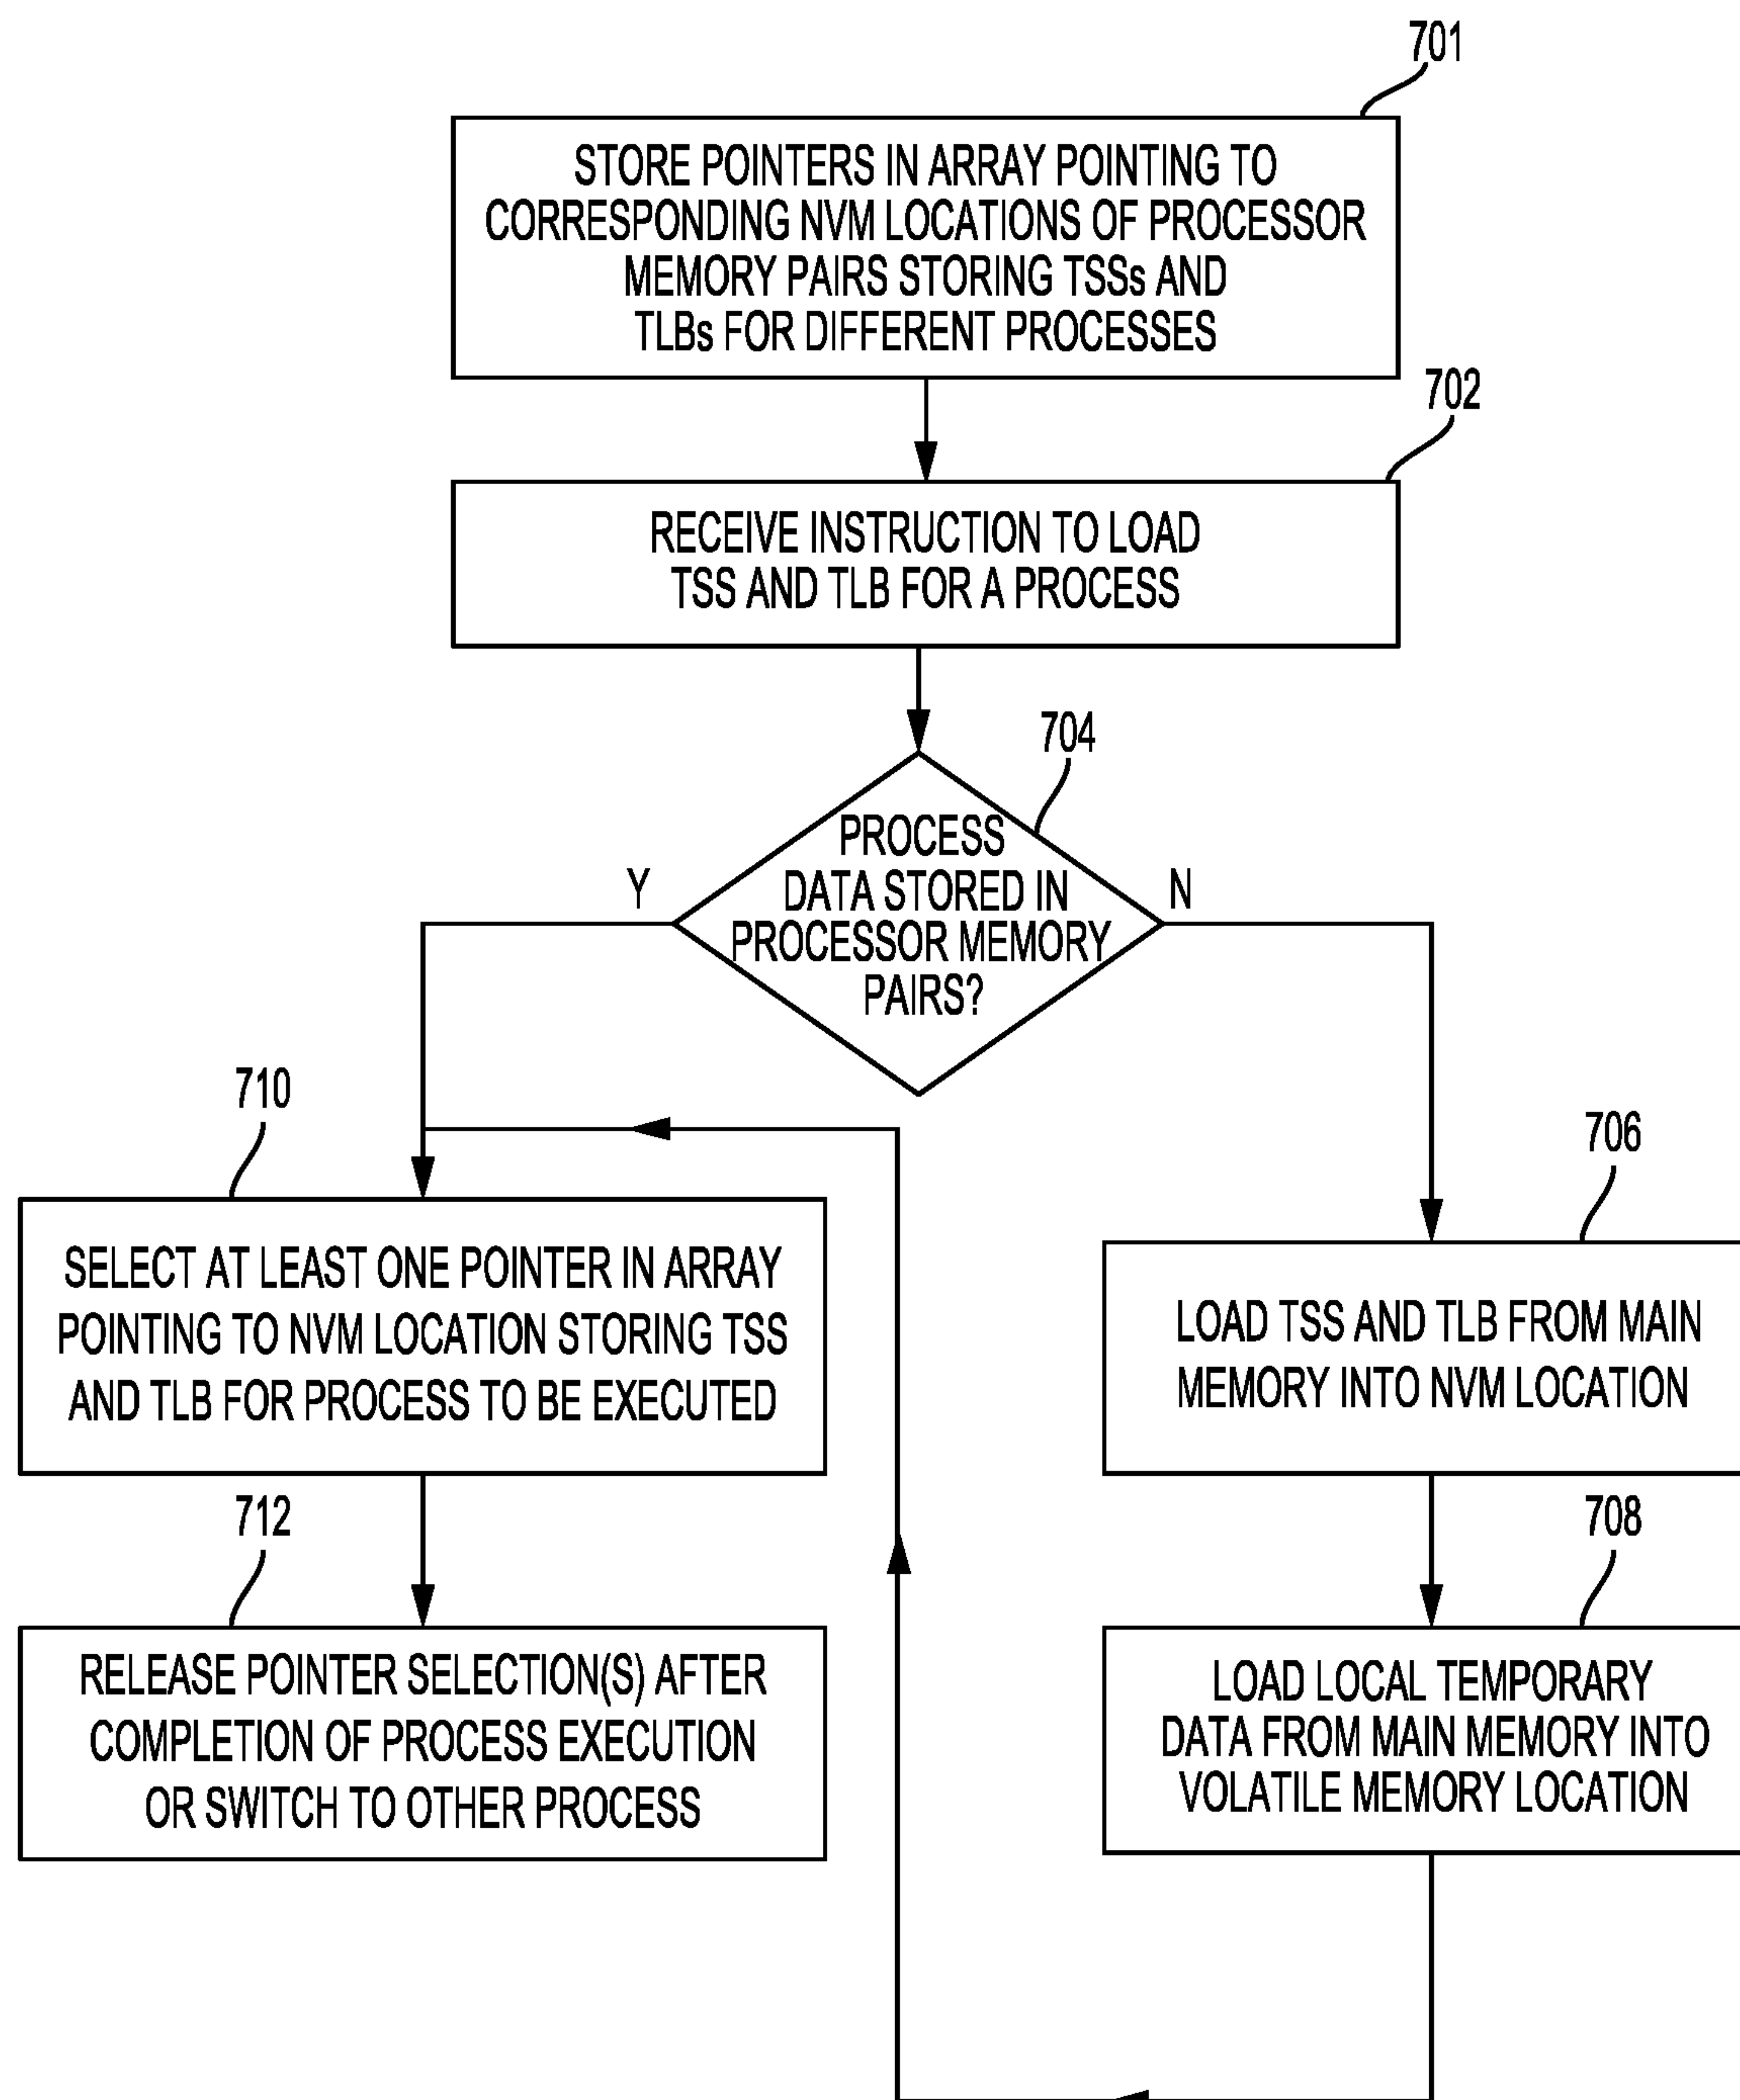 701
STORE POINTERS IN ARRAY POINTING TO
CORRESPONDING NVM LOCATIONS OF PROCESSOR
MEMORY PAIRS STORING TSSs AND
TLBs FOR DIFFERENT PROCESSES
702
RECEIVE INSTRUCTION TO LOAD
TSS AND TLB FOR A PROCESS
704
PROCESS
DATA STORED IN
PROCESSOR MEMORY
PAIRS?
Y
N
710
SELECT AT LEAST ONE POINTER IN ARRAY
POINTING TO NVM LOCATION STORING TSS
AND TLB FOR PROCESS TO BE EXECUTED
706
LOAD TSS AND TLB FROM MAIN
MEMORY INTO NVM LOCATION
712
RELEASE POINTER SELECTION(S) AFTER
COMPLETION OF PROCESS EXECUTION
OR SWITCH TO OTHER PROCESS
708
LOAD LOCAL TEMPORARY
DATA FROM MAIN MEMORY INTO
VOLATILE MEMORY LOCATION